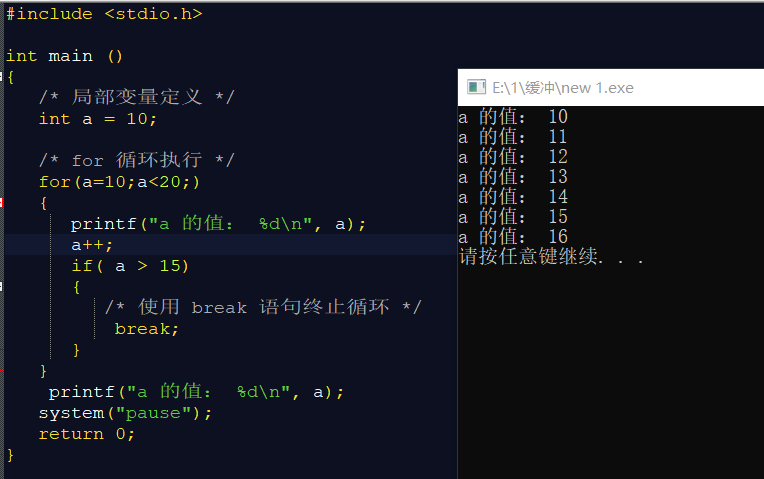 #include <stdio.h>
int main ()
{
/* 局部变量定义 */
int a = 10;
/* for 循环执行 */
for(a=10;a<20;)
{
printf("a 的值： %d\n", a);
a++;
if( a > 15)
{
/* 使用 break 语句终止循环 */
break;
}
}
printf("a 的值： %d\n", a);
system("pause");
return 0;
}
E:\1\缓冲\new 1.exe
a 的值： 10
a 的值： 11
a 的值： 12
a 的值： 13
a 的值： 14
a 的值： 15
a 的值： 16
请按任意键继续. . .